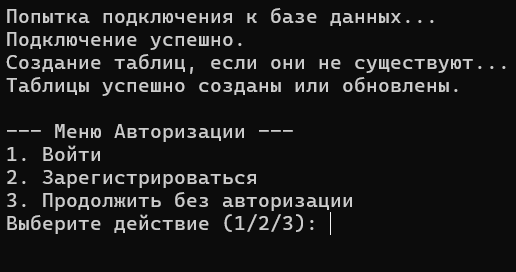 Попытка подключения к базе данных...
Подключение успешно.
Создание таблиц, если они не существуют...
Таблицы успешно созданы или обновлены.

--- Меню Авторизации ---
1. Войти
2. Зарегистрироваться
3. Продолжить без авторизации
Выберите действие (1/2/3):